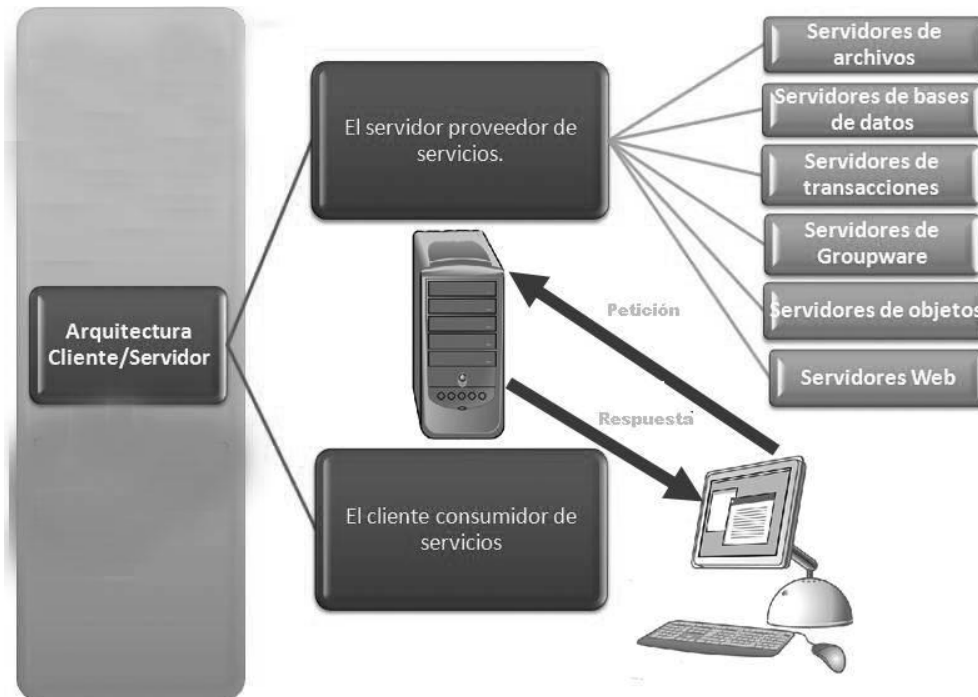 Arquitectura
Cliente/Servidor
El servidor proveedor de
servicios.
El cliente consumidor de
servicios
Petición
Respuesta
Servidores de
archivos
Servidores de bases
de datos
Servidores de
transacciones
Servidores de
Groupware
Servidores de objetos
Servidores Web